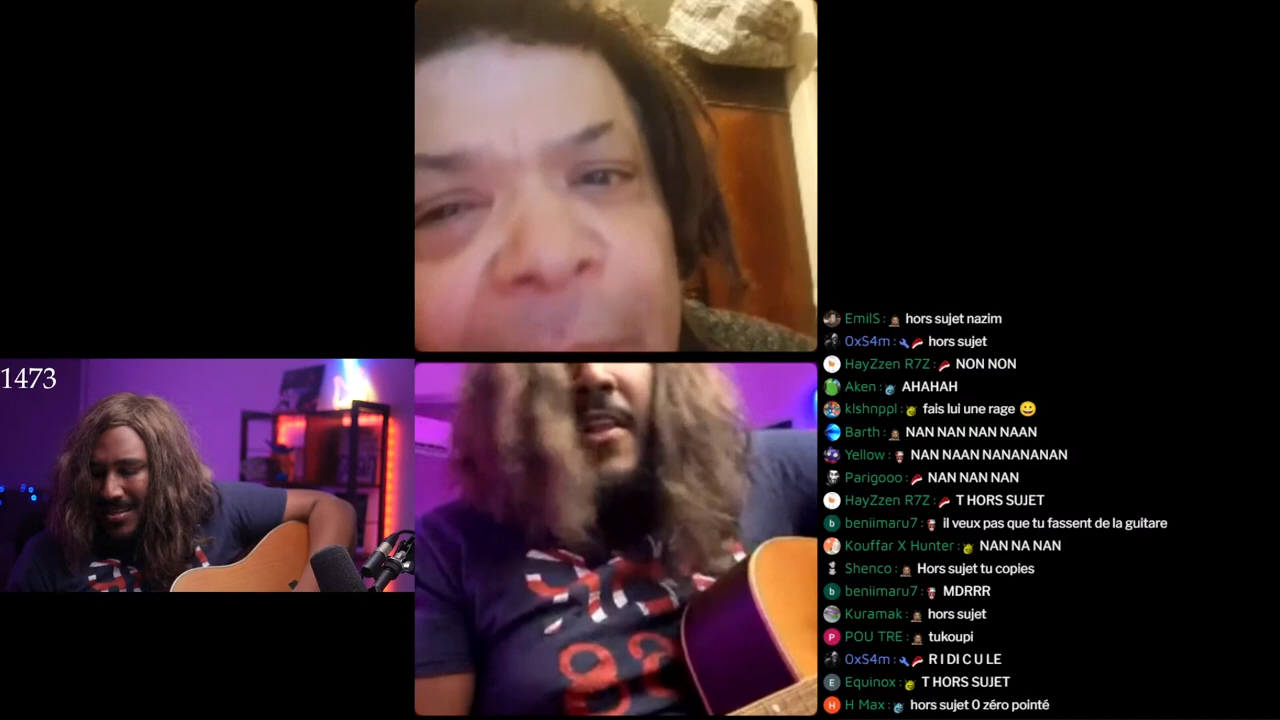 1473
EmilS : hors sujet nazim
OxS4m : hors sujet
HayZzen R7Z : NON NON
Aken : AHAHAH
klshnppl : fais lui une rage 😀
Barth : NAN NAN NAN NAAN
Yellow : NAN NAAN NANANANAN
Parigooo : NAN NAN NAN
HayZzen R7Z : T HORS SUJET
beniimaru7 : il veux pas que tu fassent de la guitare
Kouffar X Hunter : NAN NA NAN
Shenco : Hors sujet tu copies
beniimaru7 : MDRRR
Kuramak : hors sujet
POU TRE : tukoupi
OxS4m : R I D I C U LE
Equinox : T HORS SUJET
H Max : hors sujet 0 zéro pointé